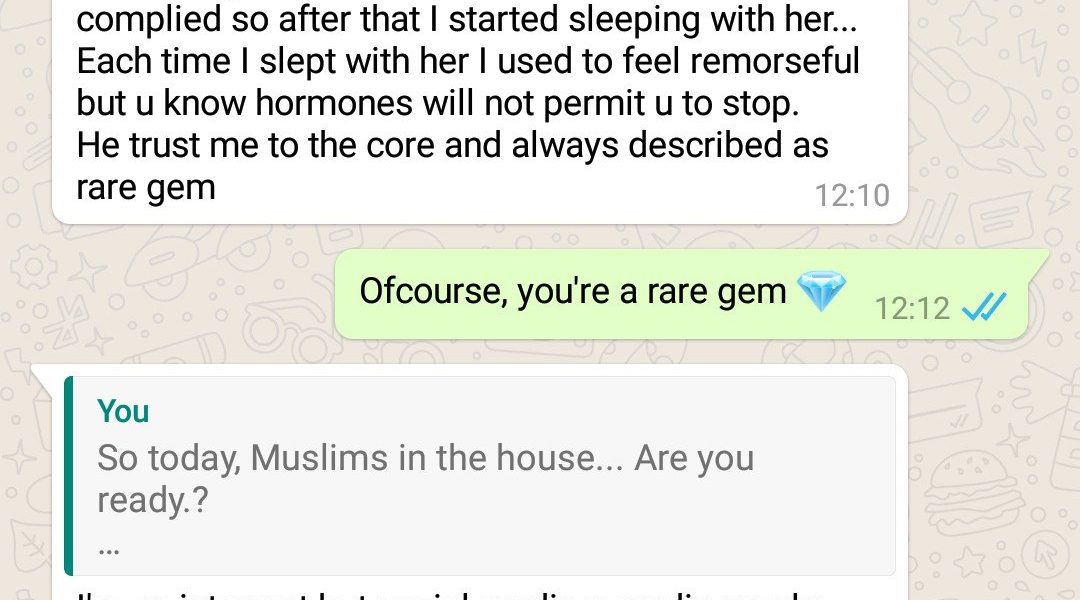 complied so after that I started sleeping with her...
Each time I slept with her I used to feel remorseful
but u know hormones will not permit u to stop.
He trust me to the core and always described as
rare gem
12:10
Ofcourse, you're a rare gem 💎
12:12
You
So today, Muslims in the house... Are you
ready.?
...